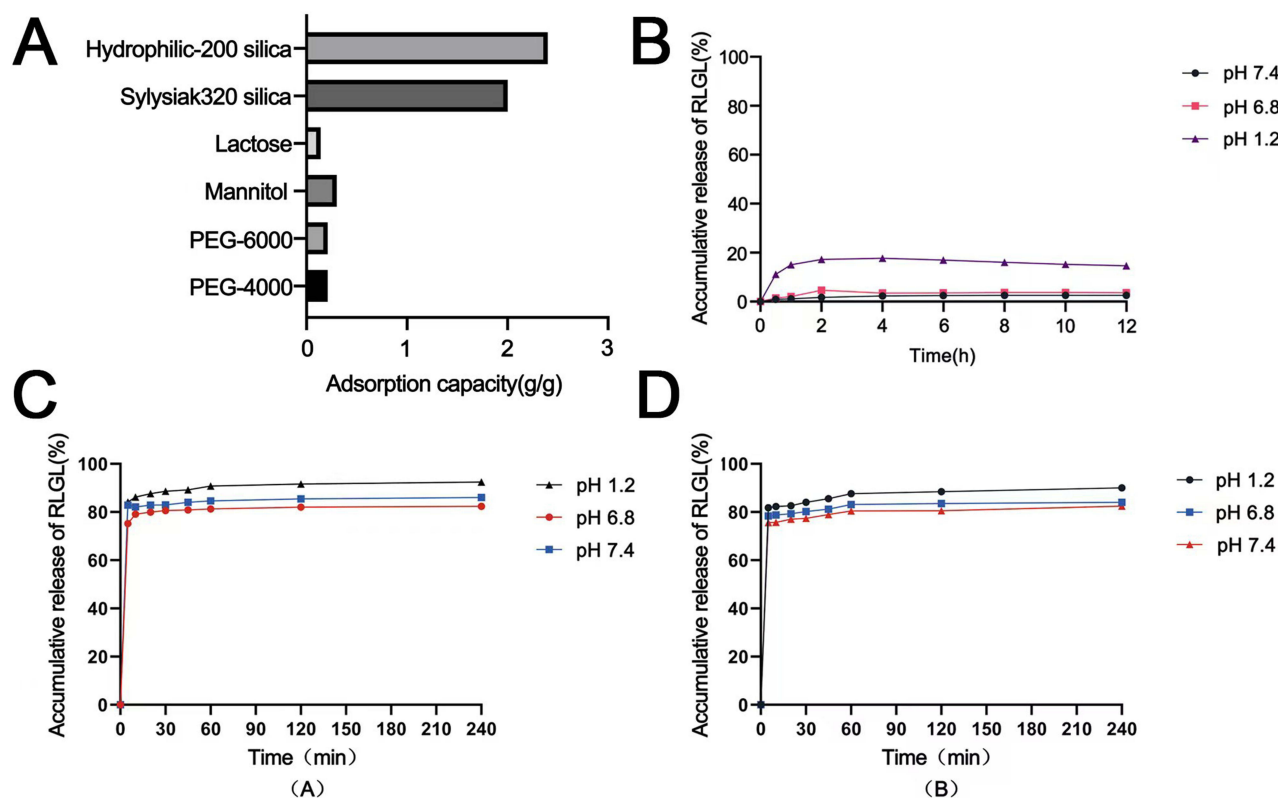 A
Hydrophilic-200 silica
Sylysiak320 silica
Lactose
Mannitol
PEG-6000
PEG-4000
0 1 2 3
Adsorption capacity(g/g)
B
Accumulative release of RLGL(%)
100
80
60
40
20
0
0 2 4 6 8 10 12
Time(h)
pH 7.4
pH 6.8
pH 1.2
C
Accumulative release of RLGL(%)
100
80
60
40
20
0
0 30 60 90 120 150 180 210 240
Time（min）
（A）
pH 1.2
pH 6.8
pH 7.4
D
Accumulative release of RLGL(%)
100
80
60
40
20
0
0 30 60 90 120 150 180 210 240
Time（min）
（B）
pH 1.2
pH 6.8
pH 7.4